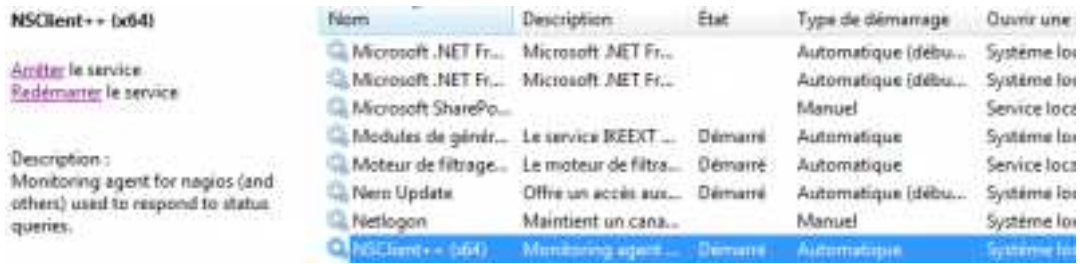 NSClient++ (x64)
Arrêter le service
Redémarrer le service
Description :
Monitoring agent for nagios (and
others) used to respond to status
queries.
Nom Description État Type de démarrage Ouvrir une
Microsoft .NET Fr... Microsoft .NET Fr... Automatique (débu... Système loc
Microsoft .NET Fr... Microsoft .NET Fr... Automatique (débu... Système loc
Microsoft SharePo... Manuel Service loca
Modules de génér... Le service IKEEXT ... Démarré Automatique Système loc
Moteur de filtrage... Le moteur de filtra... Démarré Automatique Service loca
Nero Update Offre un accès aux... Démarré Automatique (débu... Système loc
Netlogon Maintient un cana... Manuel Système loc
NSClient++ (x64) Monitoring agent ... Démarré Automatique Système loc